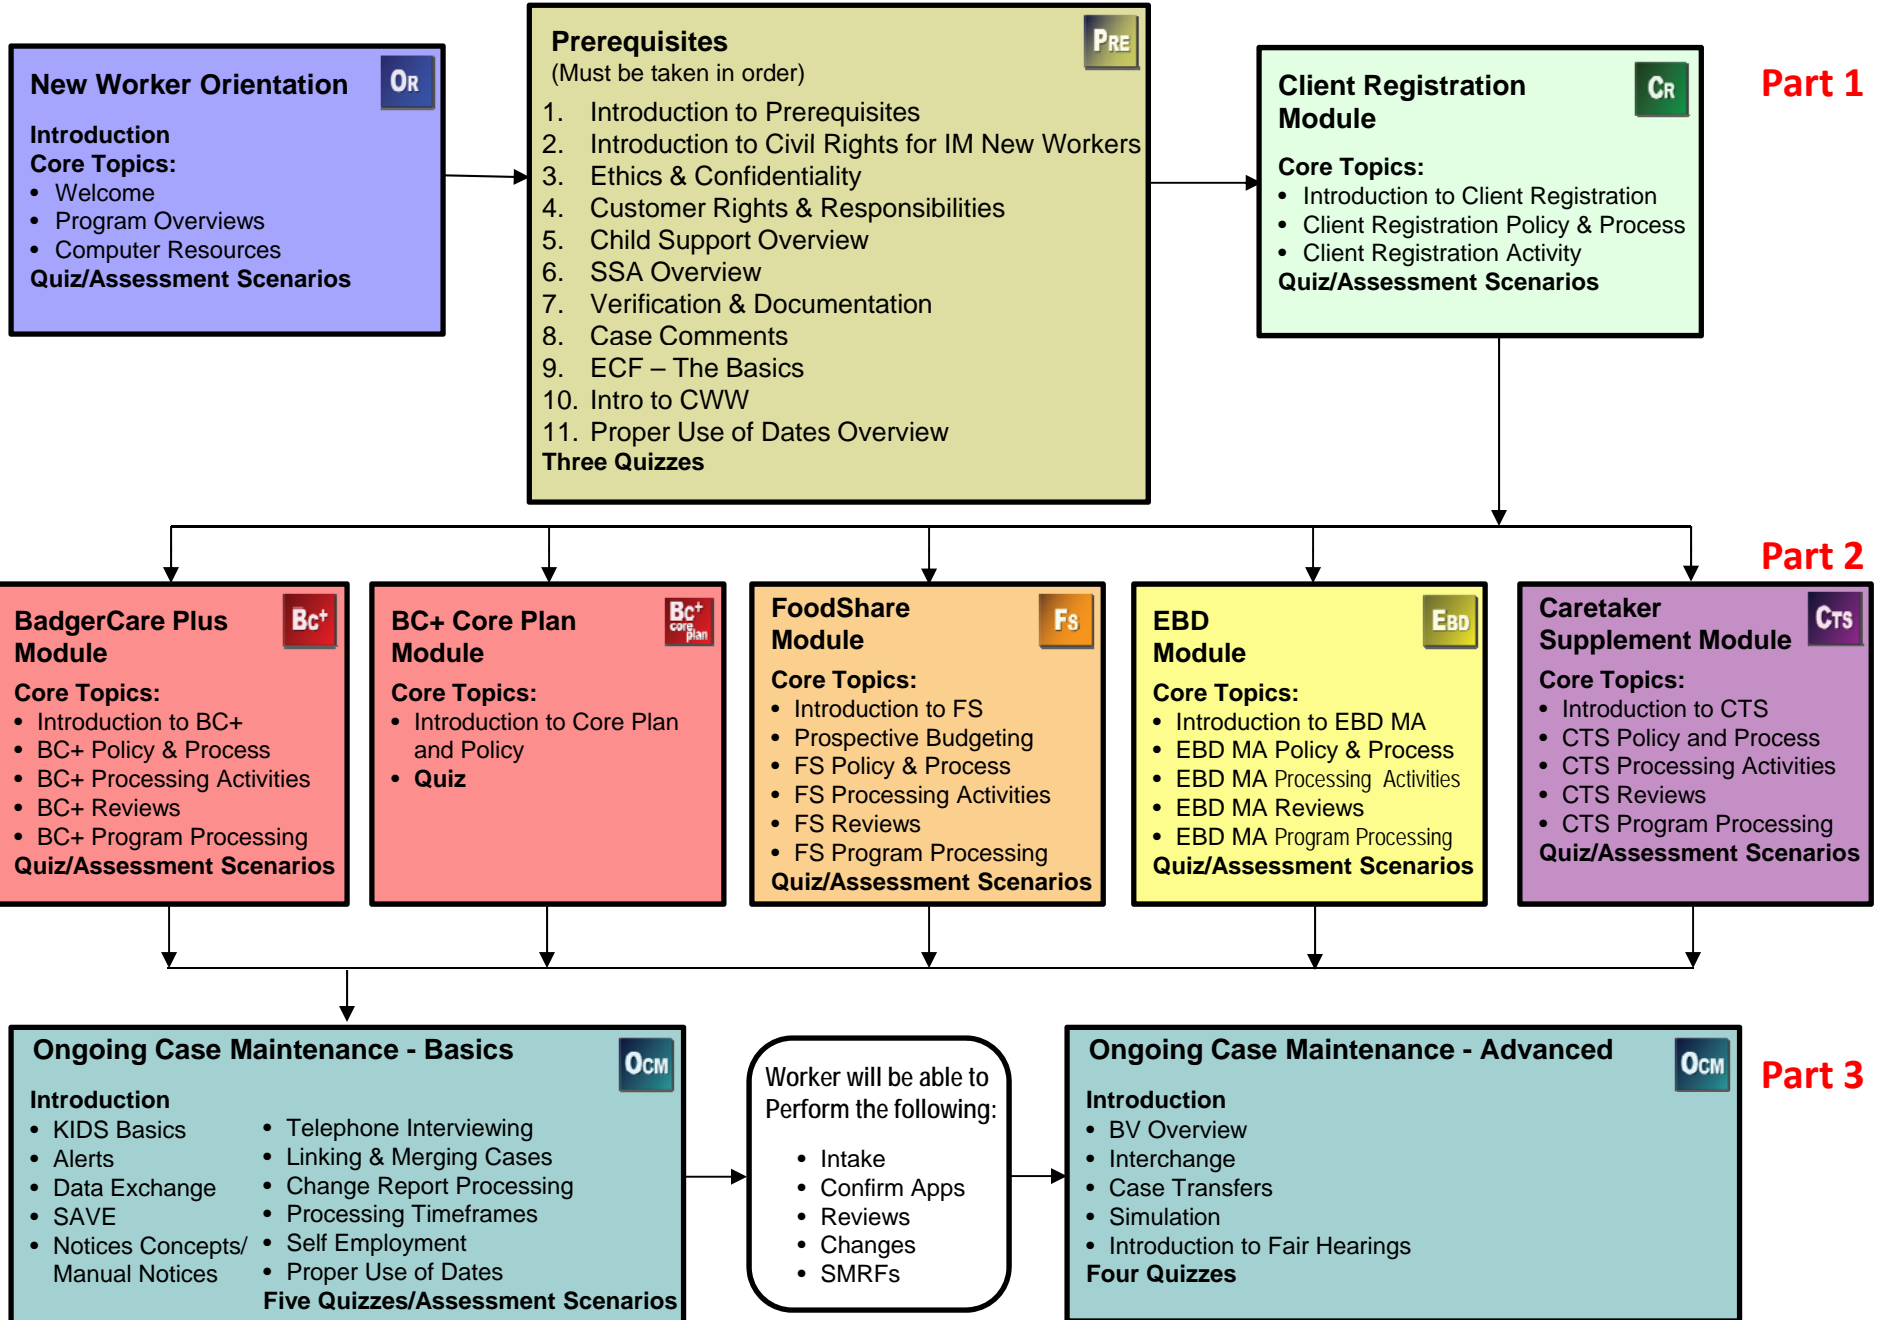 New Worker Orientation
OR
Introduction
Core Topics:
• Welcome
• Program Overviews
• Computer Resources
Quiz/Assessment Scenarios
Prerequisites
PRE
(Must be taken in order)
1. Introduction to Prerequisites
2. Introduction to Civil Rights for IM New Workers
3. Ethics & Confidentiality
4. Customer Rights & Responsibilities
5. Child Support Overview
6. SSA Overview
7. Verification & Documentation
8. Case Comments
9. ECF – The Basics
10. Intro to CWW
11. Proper Use of Dates Overview
Three Quizzes
Client Registration
Module
CR
Core Topics:
• Introduction to Client Registration
• Client Registration Policy & Process
• Client Registration Activity
Quiz/Assessment Scenarios
Part 1
Part 2
BadgerCare Plus
Module
BC+
Core Topics:
• Introduction to BC+
• BC+ Policy & Process
• BC+ Processing Activities
• BC+ Reviews
• BC+ Program Processing
Quiz/Assessment Scenarios
BC+ Core Plan
Module
BC+
core
plan
Core Topics:
• Introduction to Core Plan
and Policy
• Quiz
FoodShare
Module
FS
Core Topics:
• Introduction to FS
• Prospective Budgeting
• FS Policy & Process
• FS Processing Activities
• FS Reviews
• FS Program Processing
Quiz/Assessment Scenarios
EBD
Module
EBD
Core Topics:
• Introduction to EBD MA
• EBD MA Policy & Process
• EBD MA Processing Activities
• EBD MA Reviews
• EBD MA Program Processing
Quiz/Assessment Scenarios
Caretaker
Supplement Module
CTS
Core Topics:
• Introduction to CTS
• CTS Policy and Process
• CTS Processing Activities
• CTS Reviews
• CTS Program Processing
Quiz/Assessment Scenarios
Ongoing Case Maintenance - Basics
OCM
Introduction
• KIDS Basics
• Alerts
• Data Exchange
• SAVE
• Notices Concepts/
Manual Notices
• Telephone Interviewing
• Linking & Merging Cases
• Change Report Processing
• Processing Timeframes
• Self Employment
• Proper Use of Dates
Five Quizzes/Assessment Scenarios
Worker will be able to
Perform the following:
• Intake
• Confirm Apps
• Reviews
• Changes
• SMRFs
Ongoing Case Maintenance - Advanced
OCM
Introduction
• BV Overview
• Interchange
• Case Transfers
• Simulation
• Introduction to Fair Hearings
Four Quizzes
Part 3